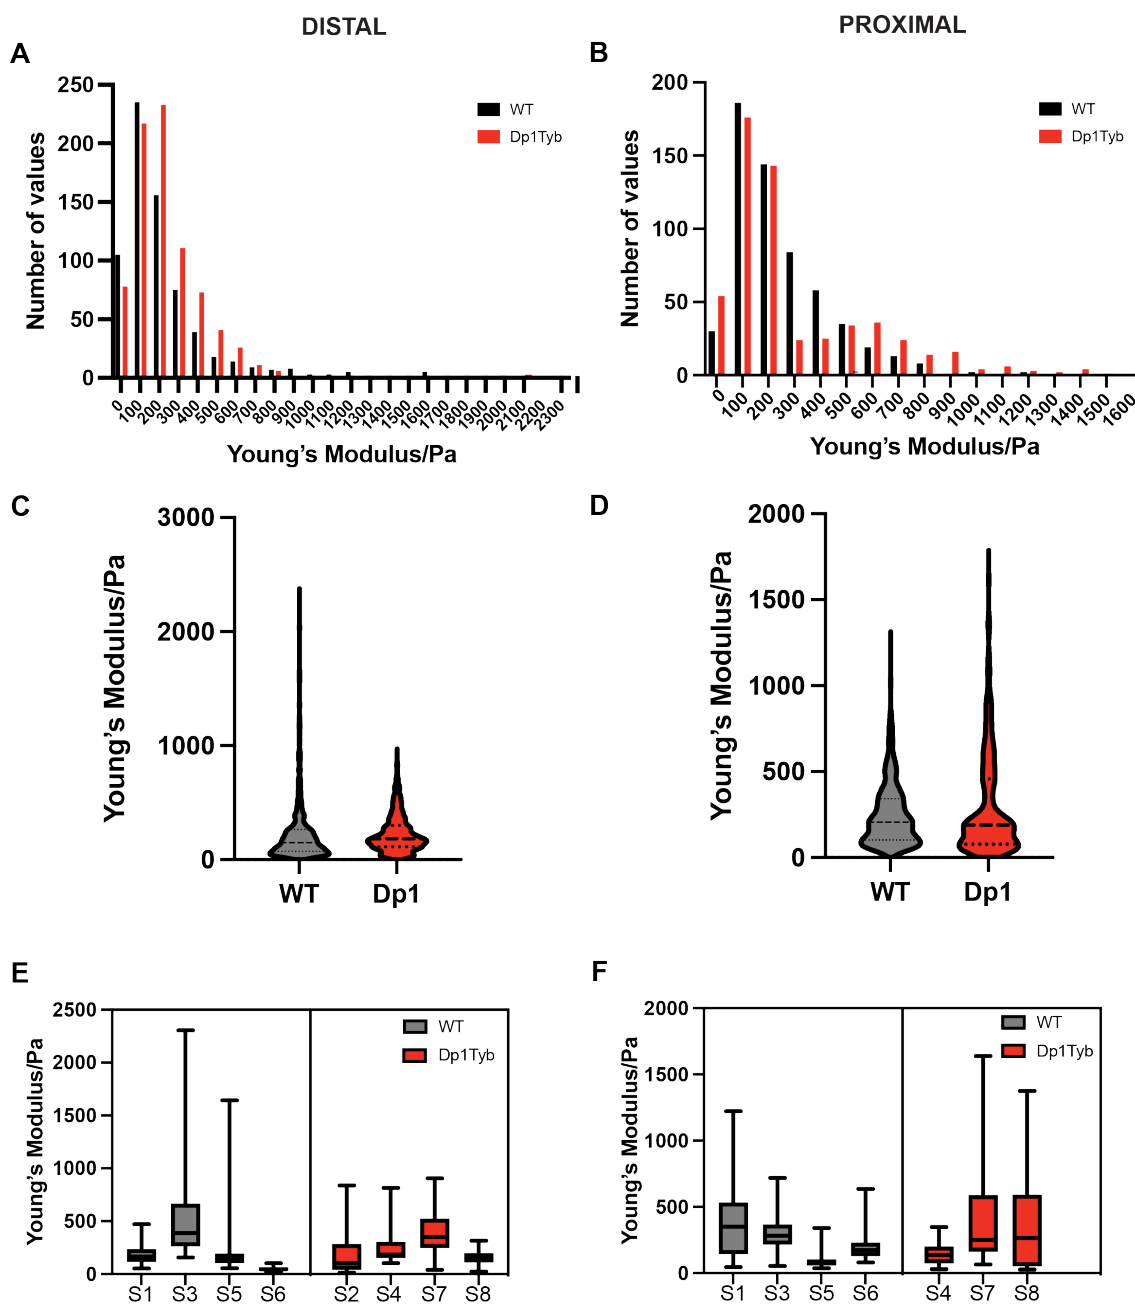 DISTAL
PROXIMAL
A
250
200
150
100
50
0
Number of values
WT
Dp1Tyb
0 100 200 300 400 500 600 700 800 900 1000 1100 1200 1300 1400 1500 1600 1700 1800 1900 2000 2100 2200 2300
Young's Modulus/Pa
B
200
150
100
50
0
Number of values
WT
Dp1Tyb
0 100 200 300 400 500 600 700 800 900 1000 1100 1200 1300 1400 1500 1600
Young's Modulus/Pa
C
3000
2000
1000
0
Young's Modulus/Pa
WT Dp1
D
2000
1500
1000
500
0
Young's Modulus/Pa
WT Dp1
E
2500
2000
1500
1000
500
0
Young's Modulus/Pa
WT
Dp1Tyb
S1 S3 S5 S6 S2 S4 S7 S8
F
2000
1500
1000
500
0
Young's Modulus/Pa
WT
Dp1Tyb
S1 S3 S5 S6 S4 S7 S8